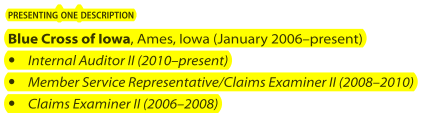 PRESENTING ONE DESCRIPTION
Blue Cross of Iowa, Ames, Iowa (January 2006–present)
• Internal Auditor II (2010–present)
• Member Service Representative/Claims Examiner II (2008–2010)
• Claims Examiner II (2006–2008)